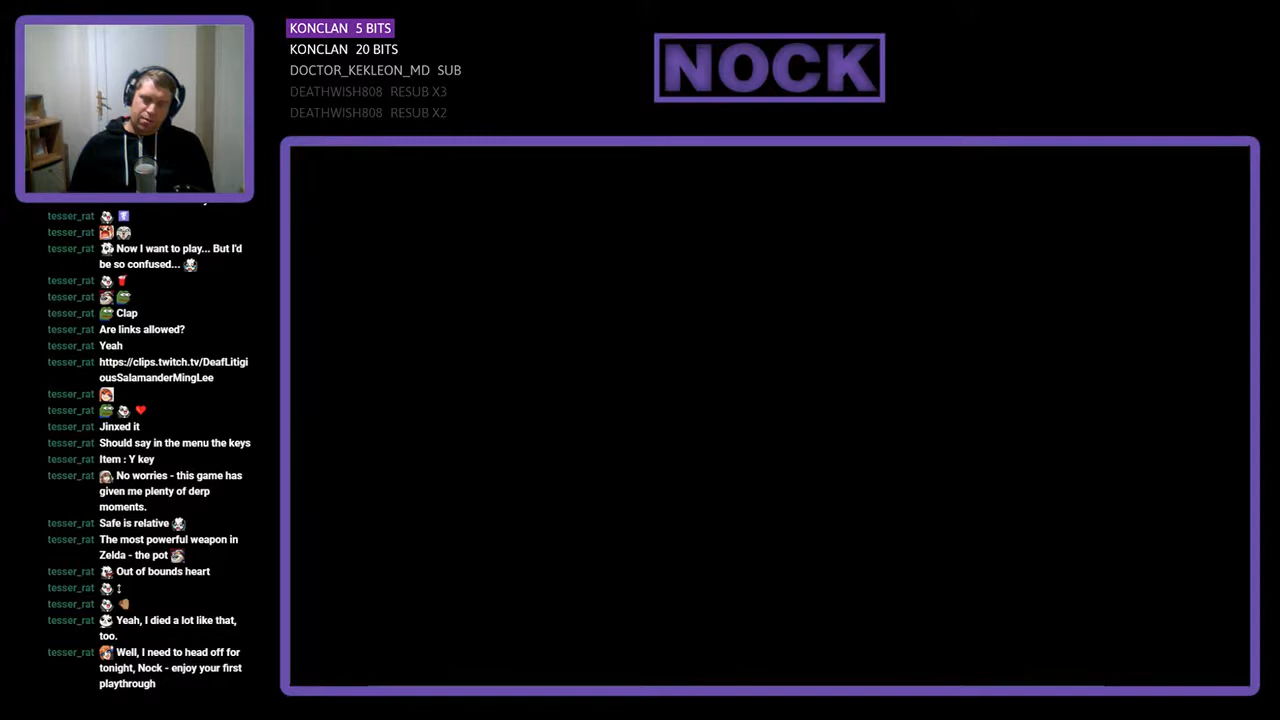 KONCLAN 5 BITS
KONCLAN 20 BITS
DOCTOR_KEKLEON_MD SUB
DEATHWISH808 RESUB X3
DEATHWISH808 RESUB X2
NOCK
tesser_rat
tesser_rat
tesser_rat Now I want to play... But I'd
be so confused...
tesser_rat
tesser_rat
tesser_rat Clap
tesser_rat Are links allowed?
tesser_rat Yeah
tesser_rat https://clips.twitch.tv/DeafLitigi
ousSalamanderMingLee
tesser_rat
tesser_rat
tesser_rat Jinxed it
tesser_rat Should say in the menu the keys
tesser_rat Item : Y key
tesser_rat No worries - this game has
given me plenty of derp
moments.
tesser_rat Safe is relative
tesser_rat The most powerful weapon in
Zelda - the pot
tesser_rat Out of bounds heart
tesser_rat
tesser_rat
tesser_rat Yeah, I died a lot like that,
too.
tesser_rat Well, I need to head off for
tonight, Nock - enjoy your first
playthrough